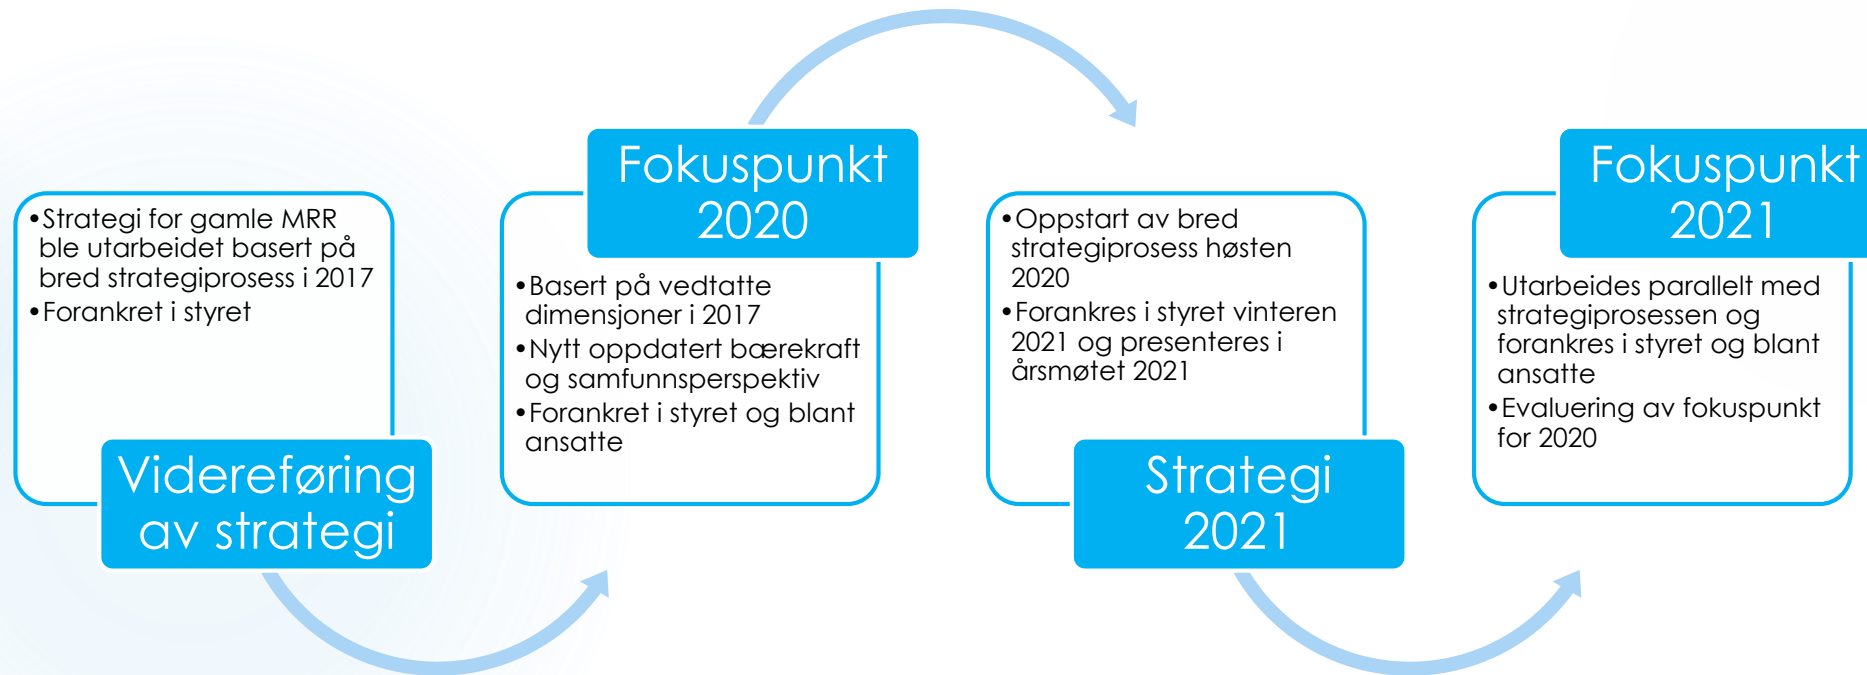 •Strategi for gamle MRR
ble utarbeidet basert på
bred strategiprosess i 2017
•Forankret i styret
Videreføring
av strategi
Fokuspunkt
2020
•Basert på vedtatte
dimensjoner i 2017
•Nytt oppdatert bærekraft
og samfunnsperspektiv
•Forankret i styret og blant
ansatte
•Oppstart av bred
strategiprosess høsten
2020
•Forankres i styret vinteren
2021 og presenteres i
årsmøtet 2021
Strategi
2021
Fokuspunkt
2021
•Utarbeides parallelt med
strategiprosessen og
forankres i styret og blant
ansatte
•Evaluering av fokuspunkt
for 2020